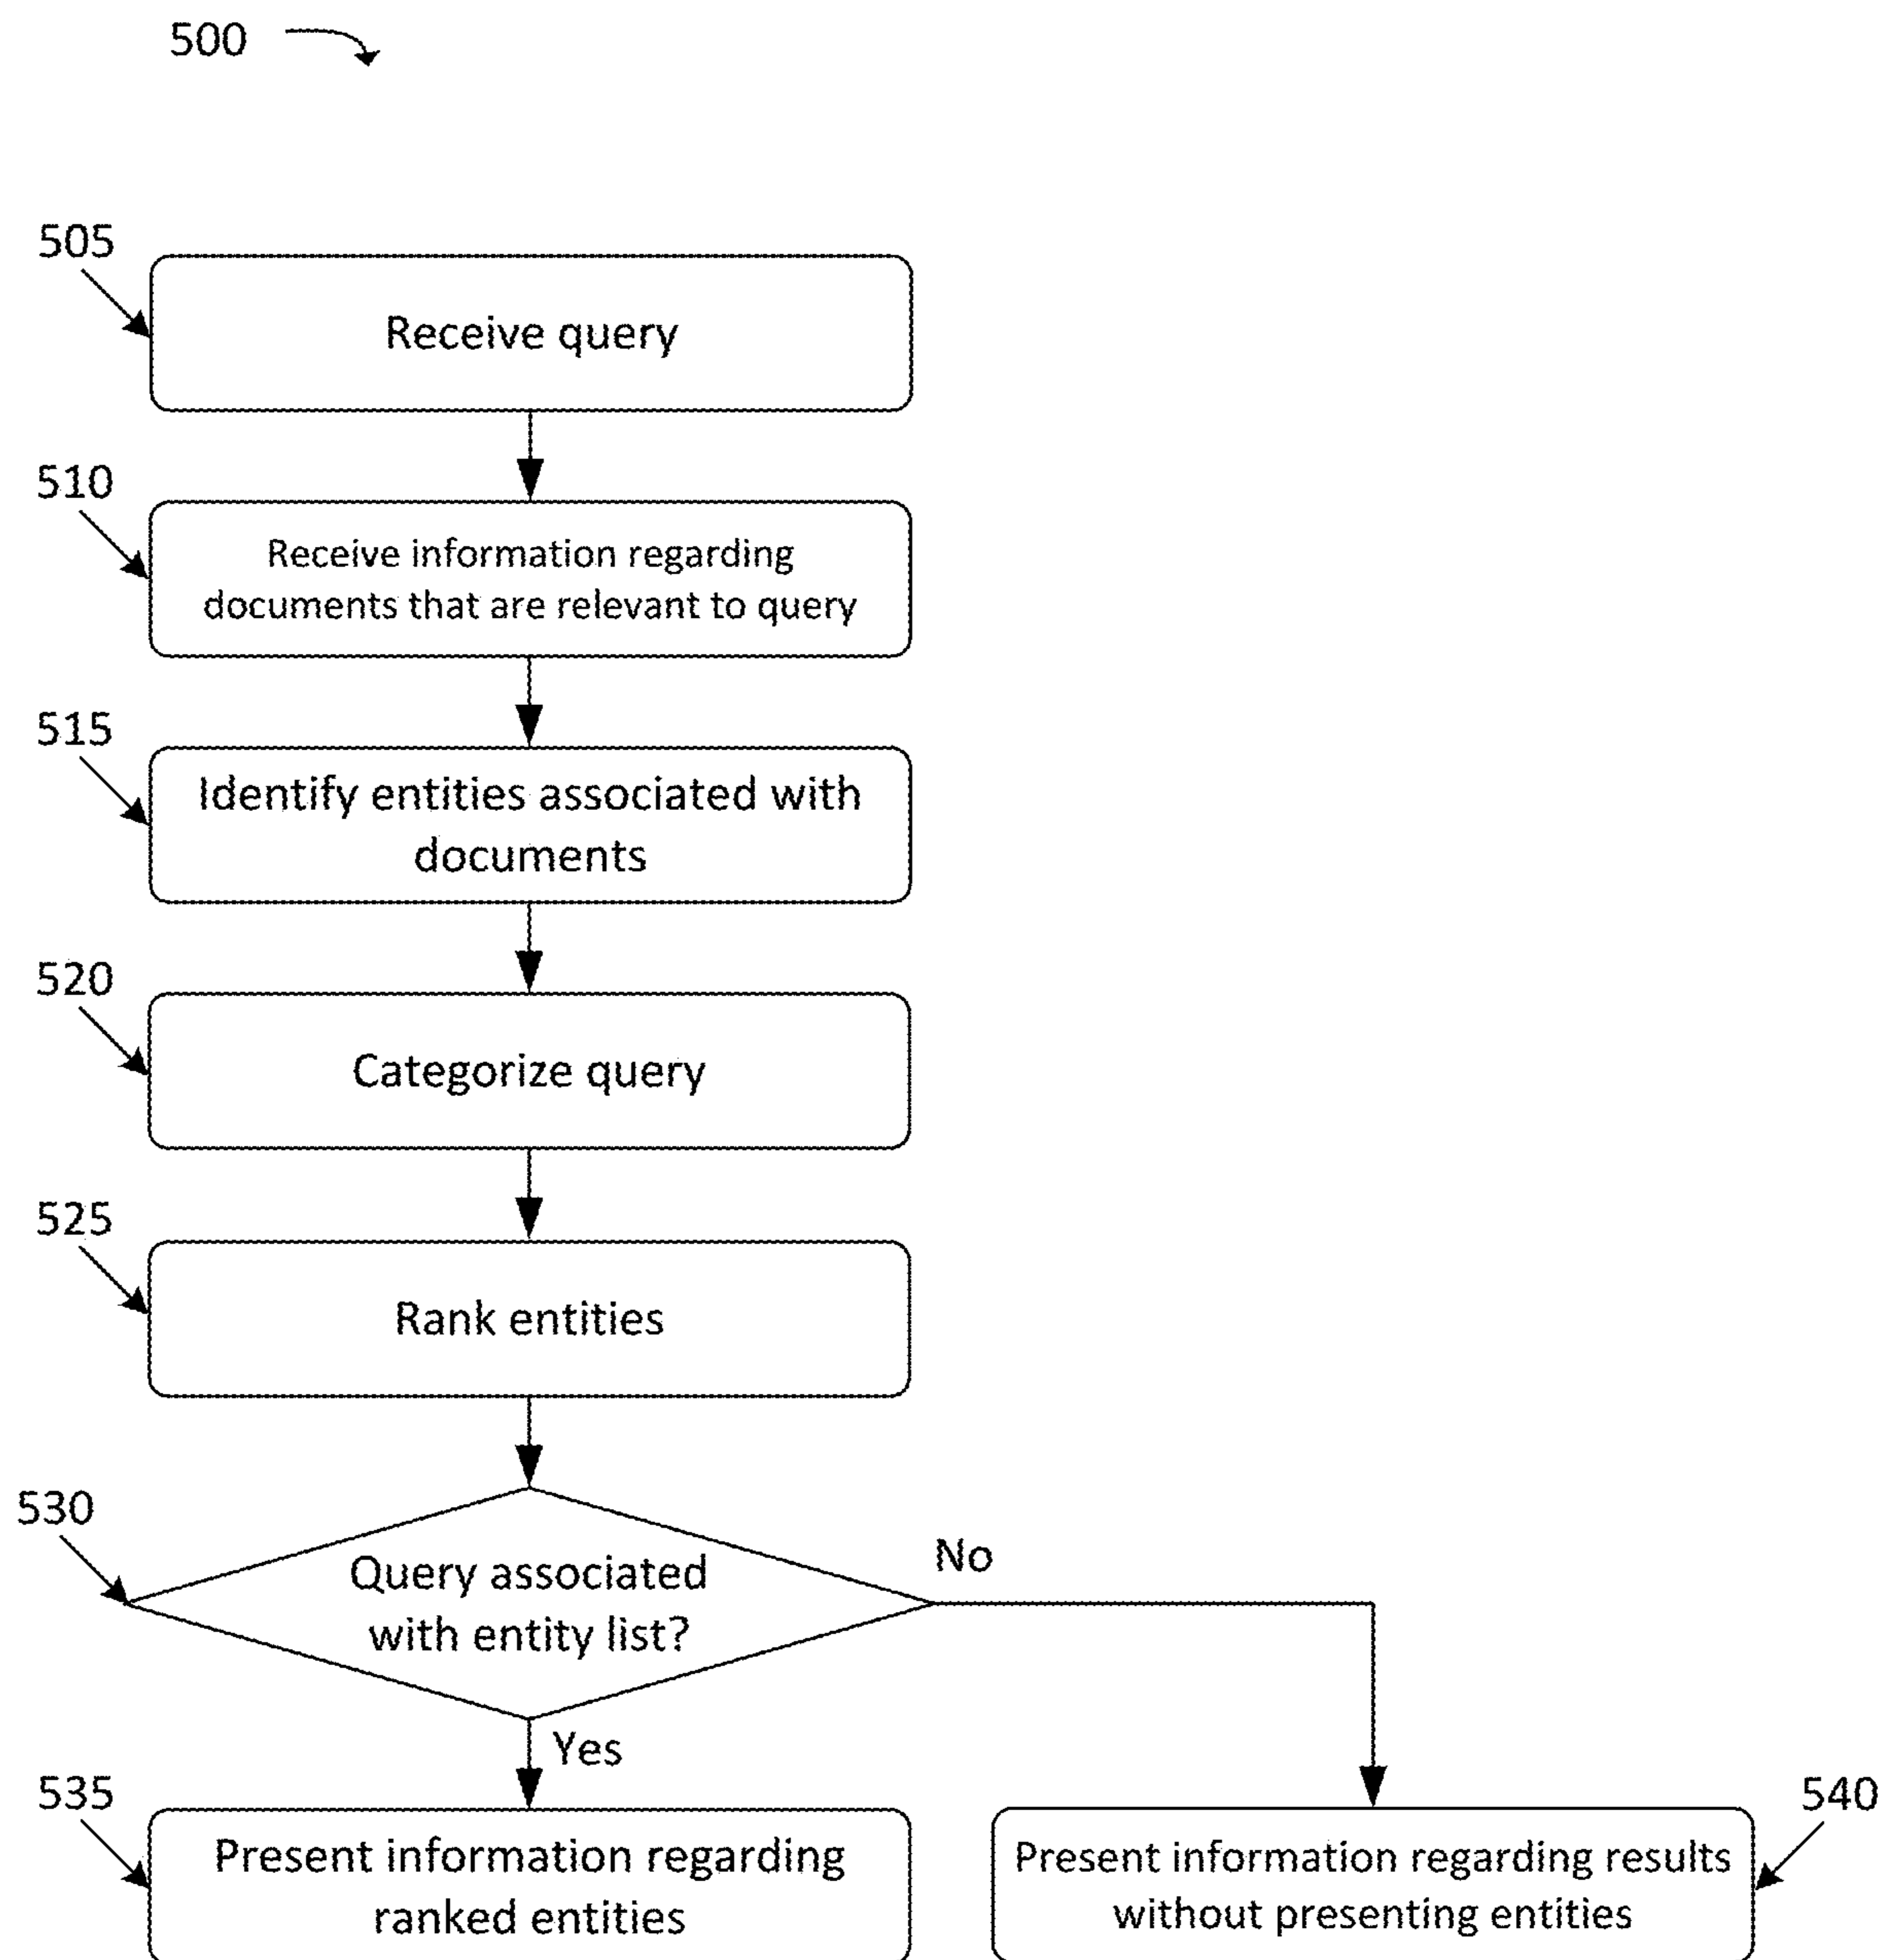 500
505
Receive query
510
Receive information regarding
documents that are relevant to query
515
Identify entities associated with
documents
520
Categorize query
525
Rank entities
530
Query associated
with entity list?
No
Yes
535
Present information regarding
ranked entities
540
Present information regarding results
without presenting entities